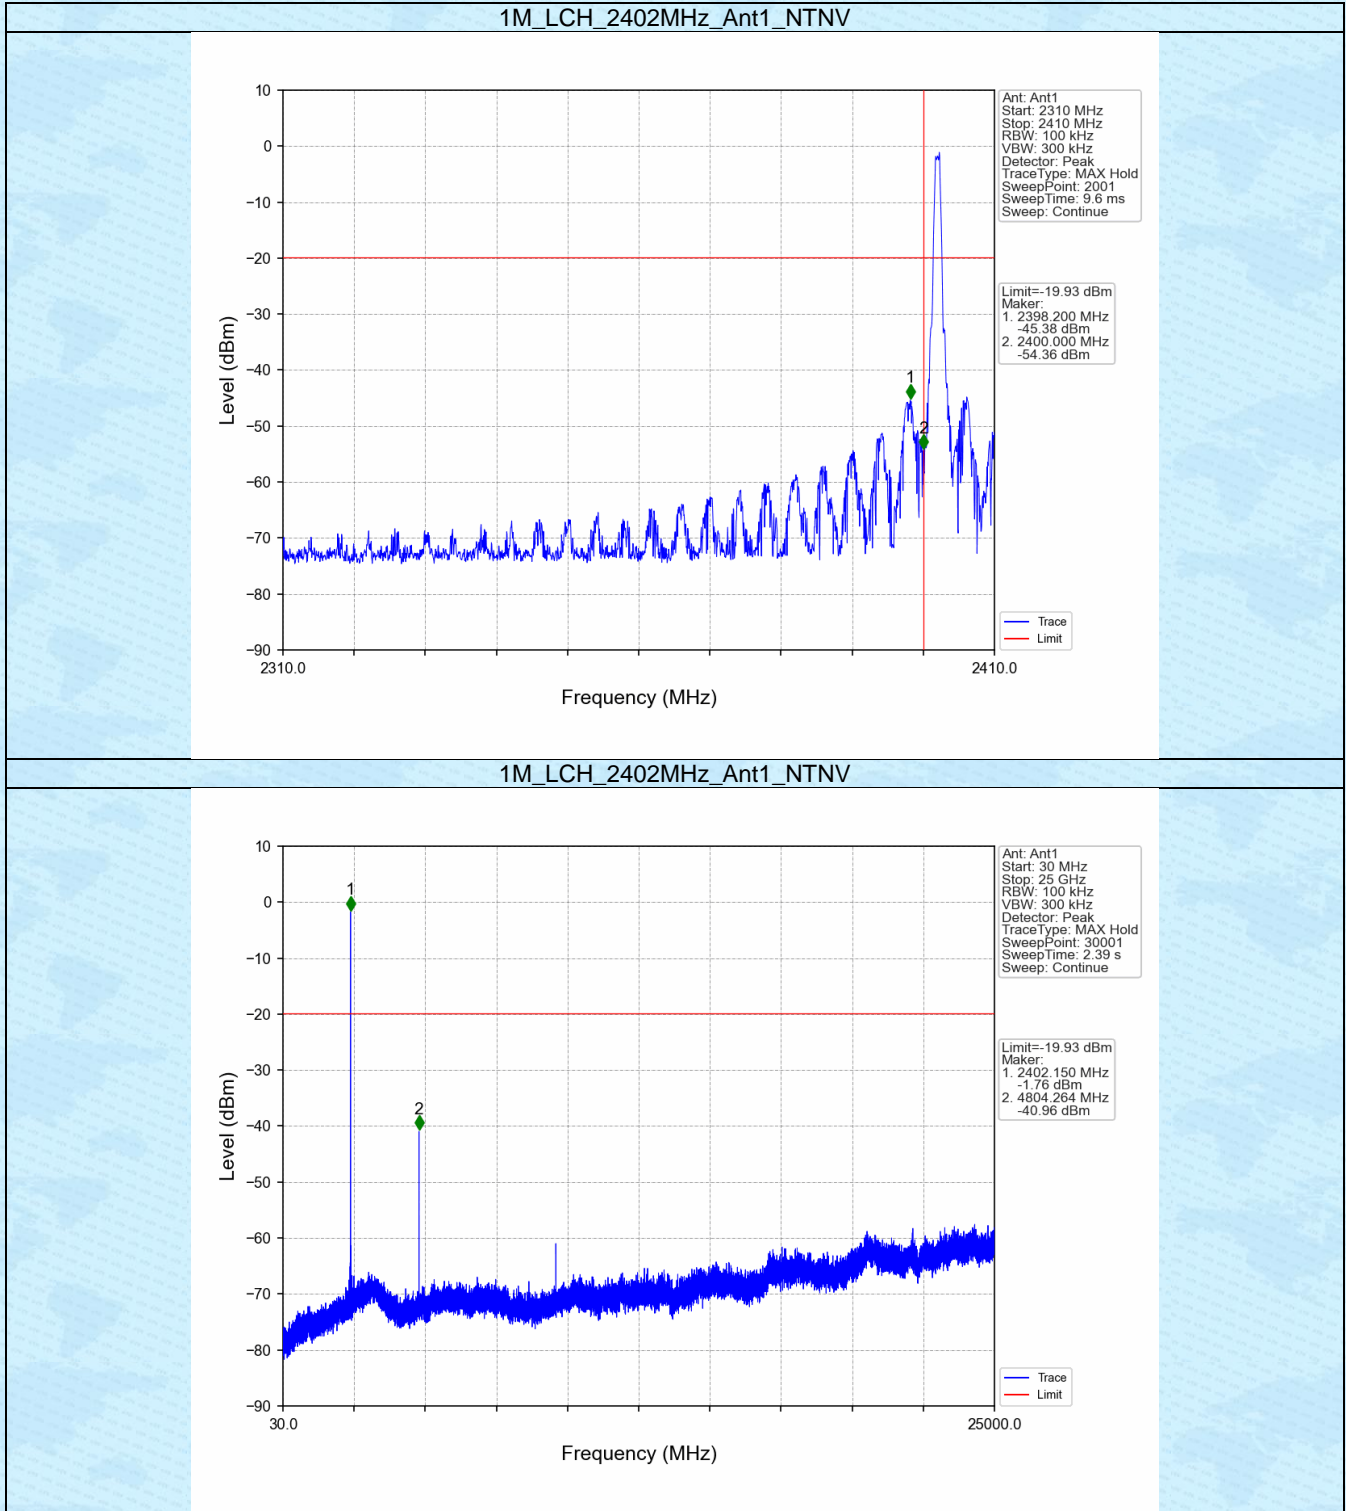 1M_LCH_2402MHz_Ant1_NTNV
10
0
−10
−20
−30
−40
−50
−60
−70
−80
−90
Level (dBm)
2310.0
2410.0
Frequency (MHz)
1
2
Ant: Ant1
Start: 2310 MHz
Stop: 2410 MHz
RBW: 100 kHz
VBW: 300 kHz
Detector: Peak
TraceType: MAX Hold
SweepPoint: 2001
SweepTime: 9.6 ms
Sweep: Continue
Limit=-19.93 dBm
Maker:
1. 2398.200 MHz
-45.38 dBm
2. 2400.000 MHz
-54.36 dBm
Trace
Limit
1M_LCH_2402MHz_Ant1_NTNV
10
0
−10
−20
−30
−40
−50
−60
−70
−80
−90
Level (dBm)
30.0
25000.0
Frequency (MHz)
1
2
Ant: Ant1
Start: 30 MHz
Stop: 25 GHz
RBW: 100 kHz
VBW: 300 kHz
Detector: Peak
TraceType: MAX Hold
SweepPoint: 30001
SweepTime: 2.39 s
Sweep: Continue
Limit=-19.93 dBm
Maker:
1. 2402.150 MHz
-1.76 dBm
2. 4804.264 MHz
-40.96 dBm
Trace
Limit